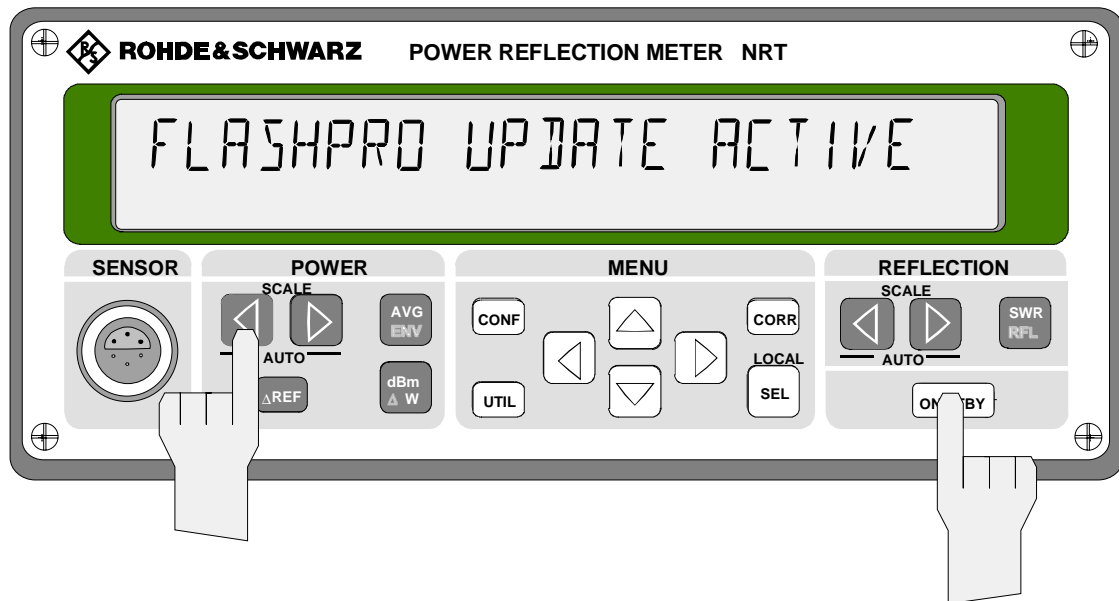 R&S ROHDE&SCHWARZ POWER REFLECTION METER NRT
FLASHPRO UPDATE ACTIVE
SENSOR
POWER
SCALE
AVG
ENV
AUTO
ΔREF
dBm
Δ W
MENU
CONF
CORR
LOCAL
UTIL
SEL
REFLECTION
SCALE
SWR
RFL
AUTO